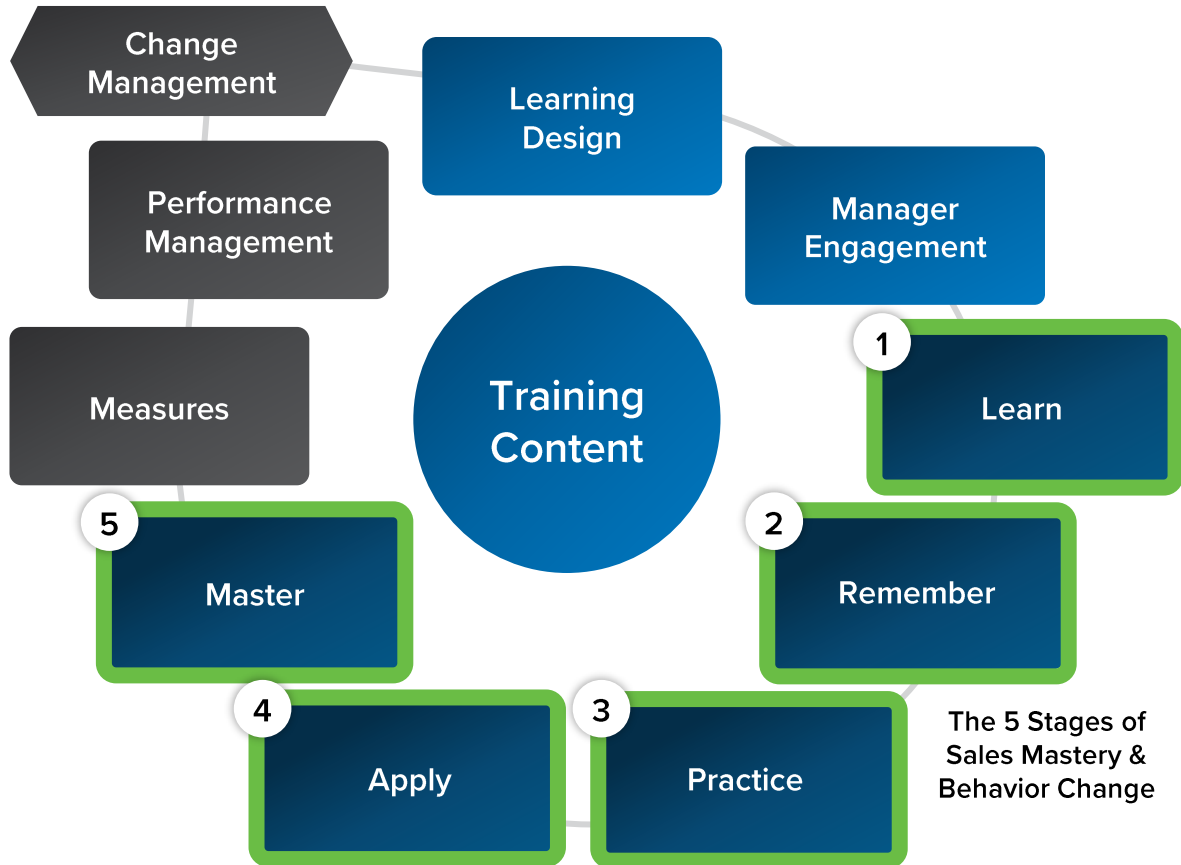 Change
Management
Learning
Design
Performance
Management
Manager
Engagement
Training
Content
Measures
1
Learn
2
Remember
3
Practice
4
Apply
5
Master
The 5 Stages of
Sales Mastery &
Behavior Change